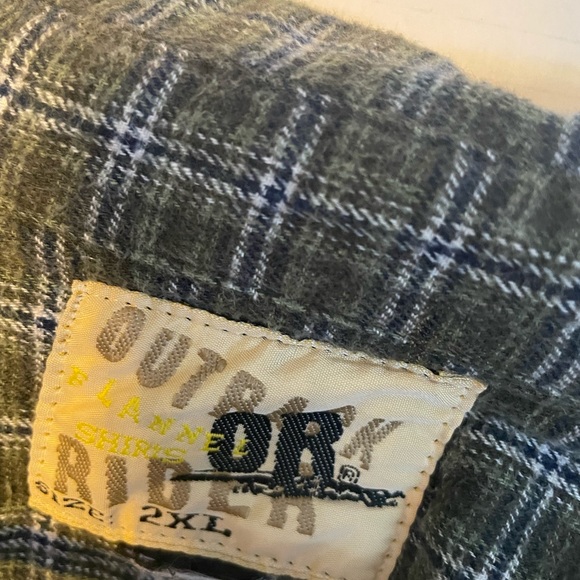 OUTBACK
FLANNEL
OR®
SHIRTS
RIDER
SIZE: 2XL